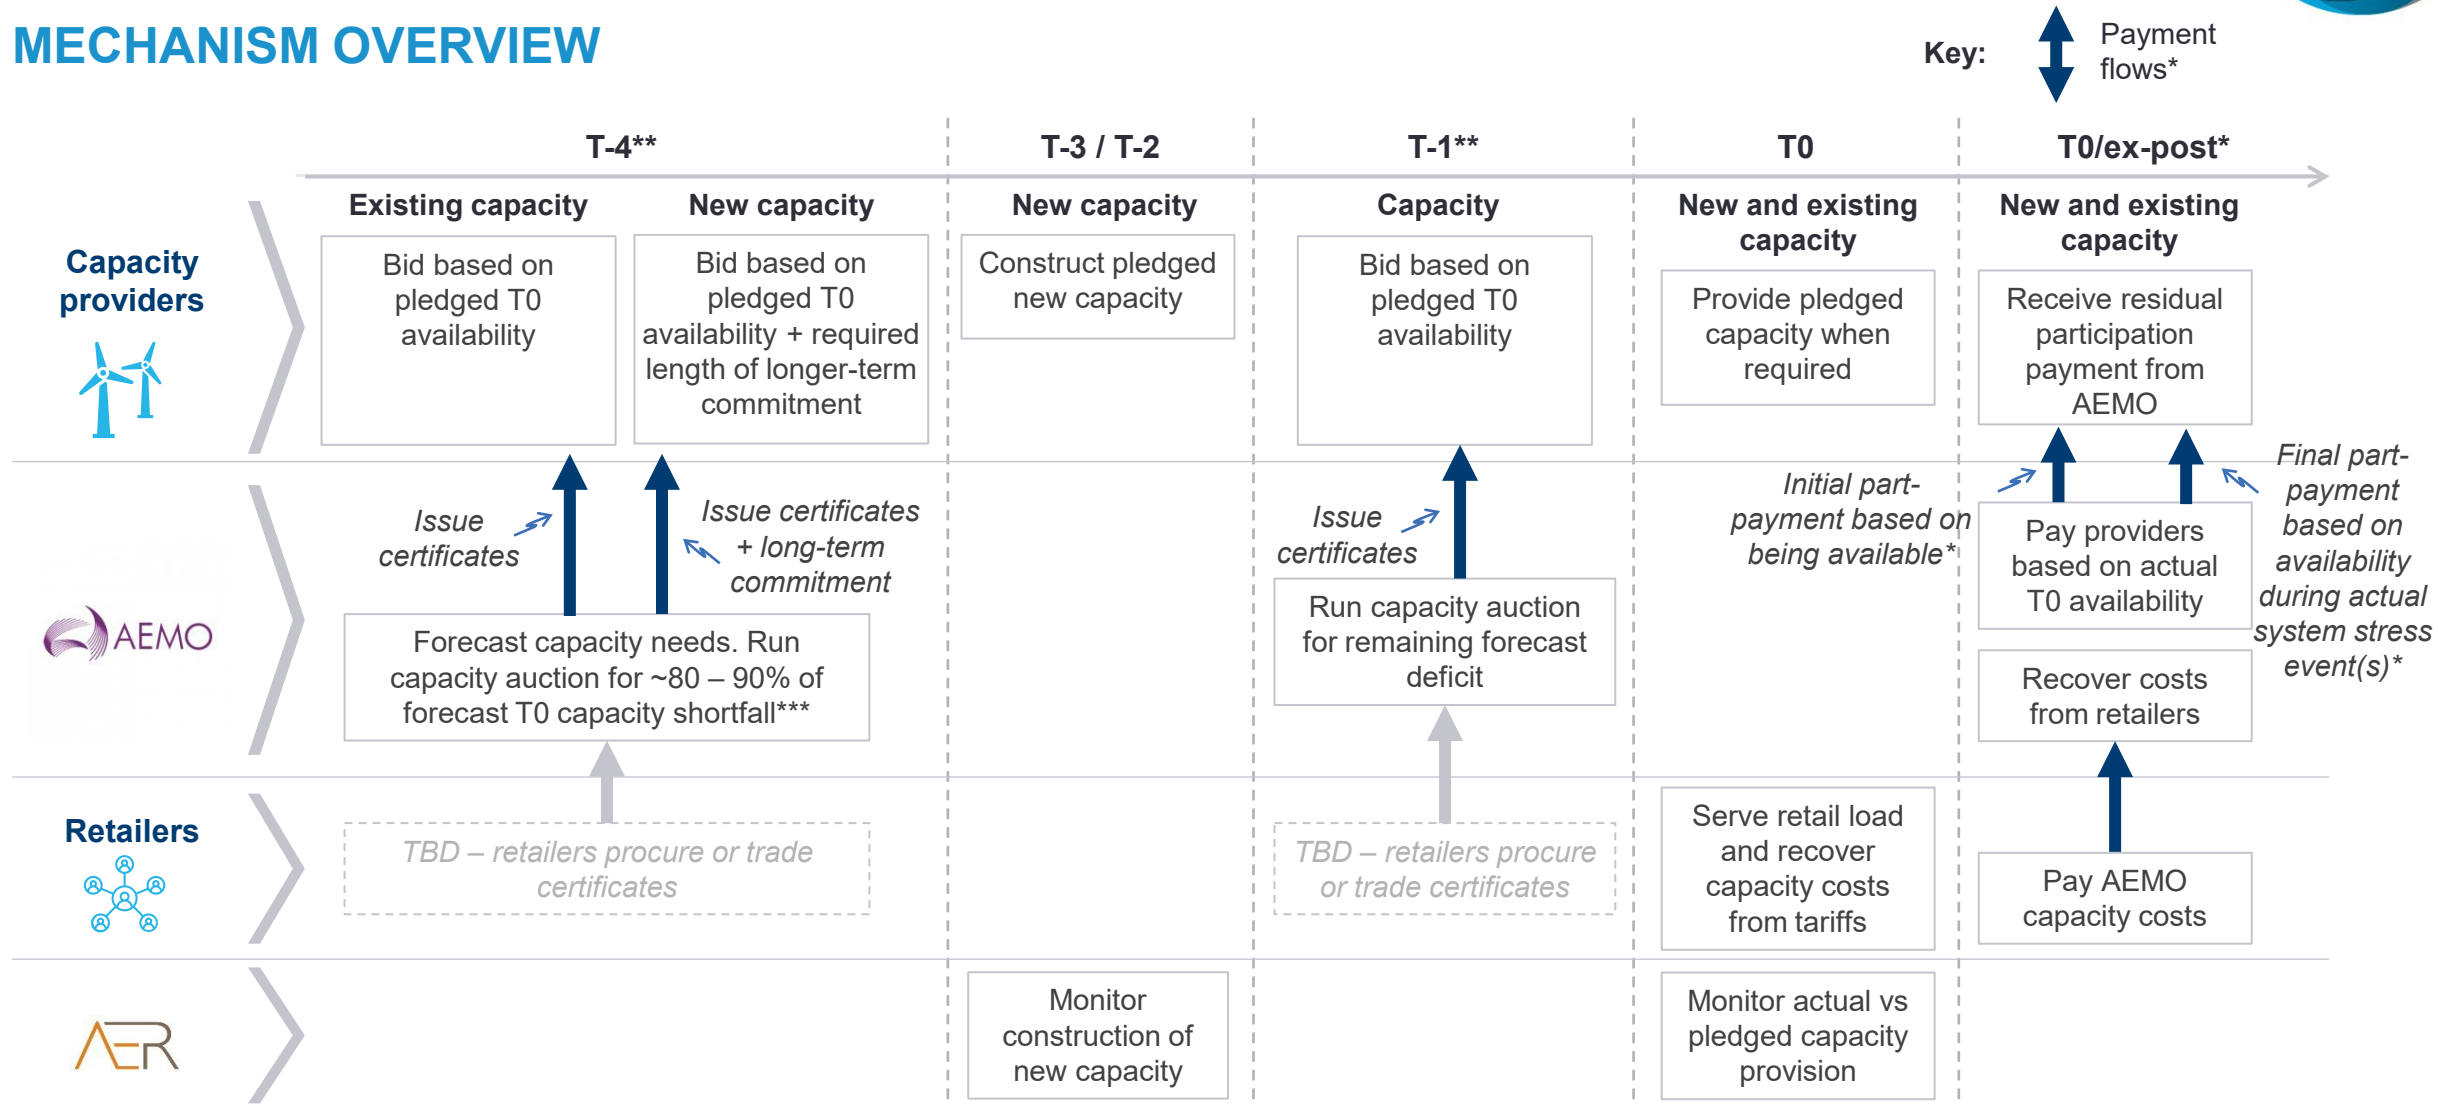 MECHANISM OVERVIEW
Key:
Payment
flows*
T-4**
T-3 / T-2
T-1**
T0
T0/ex-post*
Capacity
providers
Existing capacity
Bid based on
pledged T0
availability
New capacity
Bid based on
pledged T0
availability + required
length of longer-term
commitment
New capacity
Construct pledged
new capacity
Capacity
Bid based on
pledged T0
availability
New and existing
capacity
Provide pledged
capacity when
required
New and existing
capacity
Receive residual
participation
payment from
AEMO
AEMO
Issue
certificates
Issue certificates
+ long-term
commitment
Forecast capacity needs. Run
capacity auction for ~80 – 90% of
forecast T0 capacity shortfall***
Issue
certificates
Run capacity auction
for remaining forecast
deficit
Initial part-
payment based on
being available*
Pay providers
based on actual
T0 availability
Final part-
payment
based on
availability
during actual
system stress
event(s)*
Recover costs
from retailers
Retailers
TBD – retailers procure or trade
certificates
TBD – retailers procure
or trade certificates
Serve retail load
and recover
capacity costs
from tariffs
Pay AEMO
capacity costs
AER
Monitor
construction of
new capacity
Monitor actual vs
pledged capacity
provision